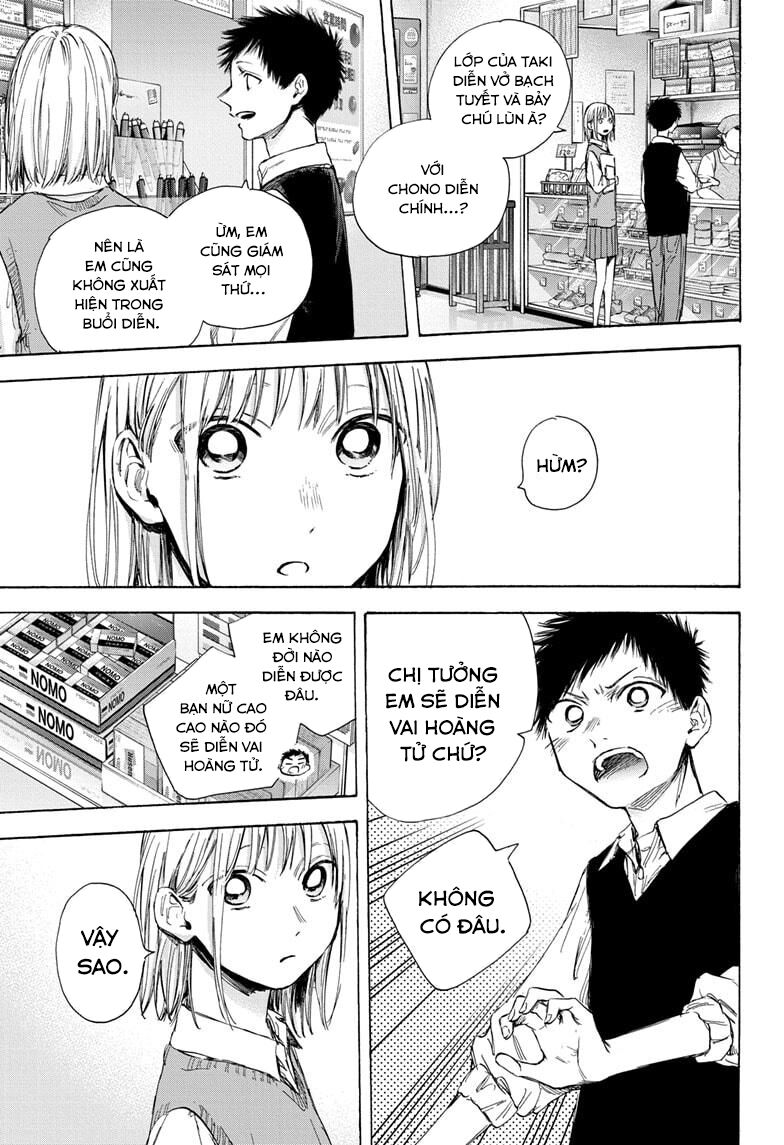 LỚP CỦA TAKI
DIỄN VỞ BẠCH
TUYẾT VÀ BẢY
CHÚ LÙN À?
VỚI
CHONO DIỄN
CHÍNH...?
ỪM, EM
CŨNG GIÁM
SÁT MỌI
THỨ...
NÊN LÀ
EM CŨNG
KHÔNG XUẤT
HIỆN TRONG
BUỔI DIỄN.
HỪM?
CHỊ TƯỞNG
EM SẼ DIỄN
VAI HOÀNG
TỬ CHỨ?
KHÔNG
CÓ ĐÂU.
EM KHÔNG
ĐỜI NÀO
DIỄN ĐƯỢC
ĐÂU.
MỘT
BẠN NỮ CAO
CAO NÀO ĐÓ
SẼ DIỄN VAI
HOÀNG TỬ.
NOMO
NOMO
NOMO
NOMO
NOMO
VẬY
SAO.